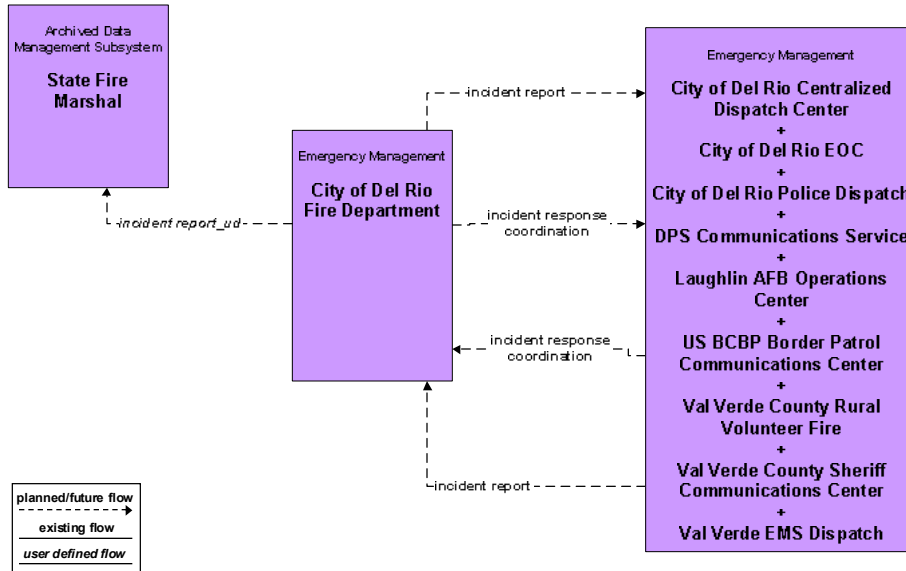 Archived Data
Management Subsystem
State Fire
Marshal
incident report_ud
Emergency Management
City of Del Rio
Fire Department
incident report
incident response
coordination
incident response
coordination
incident report
Emergency Management
City of Del Rio Centralized
Dispatch Center
+
City of Del Rio EOC
+
City of Del Rio Police Dispatch
+
DPS Communications Service
+
Laughlin AFB Operations
Center
+
US BCBP Border Patrol
Communications Center
+
Val Verde County Rural
Volunteer Fire
+
Val Verde County Sheriff
Communications Center
+
Val Verde EMS Dispatch
planned/future flow
existing flow
user defined flow